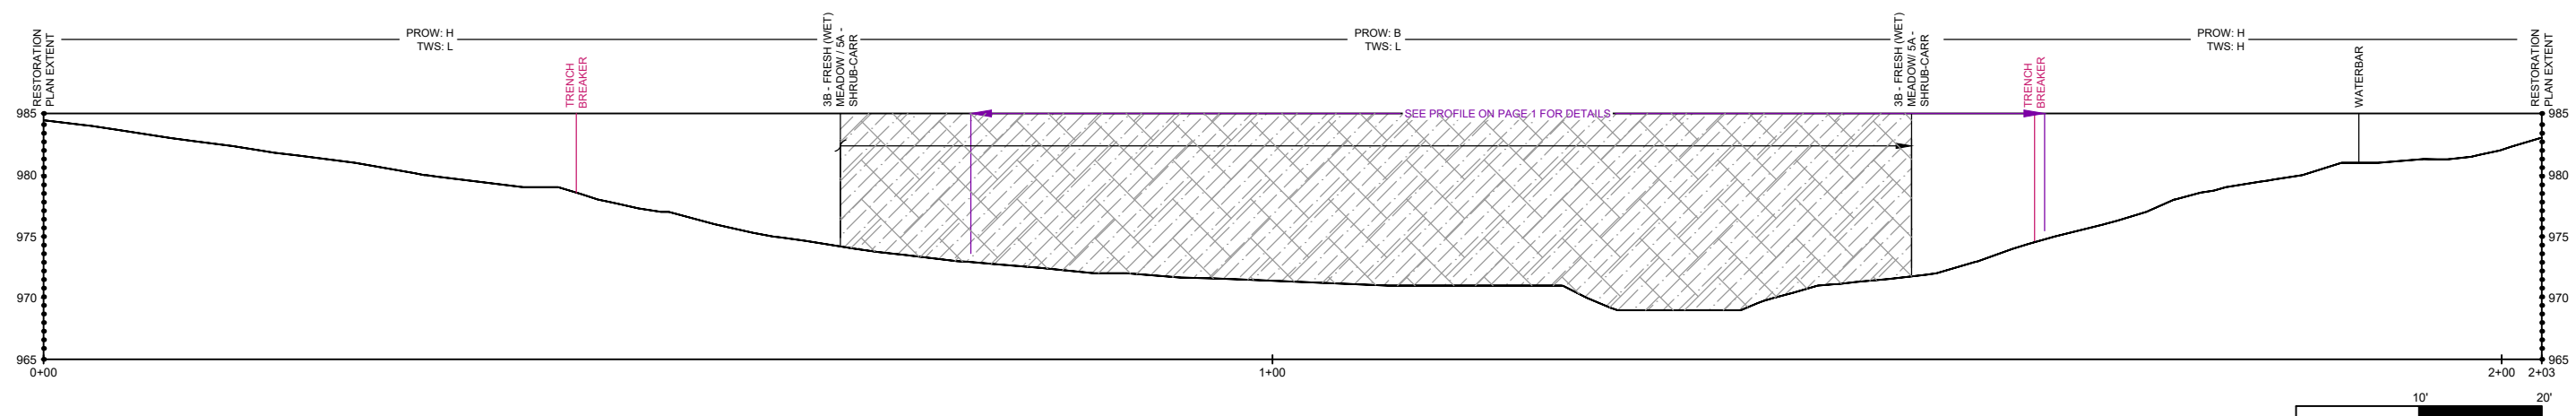 RESTORATION
PLAN EXTENT
PROW: H
TWS: L
TRENCH
BREAKER
3B - FRESH (WET)
MEADOW / 5A -
SHRUB-CARR
PROW: B
TWS: L
3B - FRESH (WET)
MEADOW/ 5A -
SHRUB-CARR
PROW: H
TWS: H
TRENCH
BREAKER
WATERBAR
RESTORATION
PLAN EXTENT
985
SEE PROFILE ON PAGE 1 FOR DETAILS
985
980
980
975
975
970
970
965
965
0+00
1+00
2+00
2+03
10'
20'